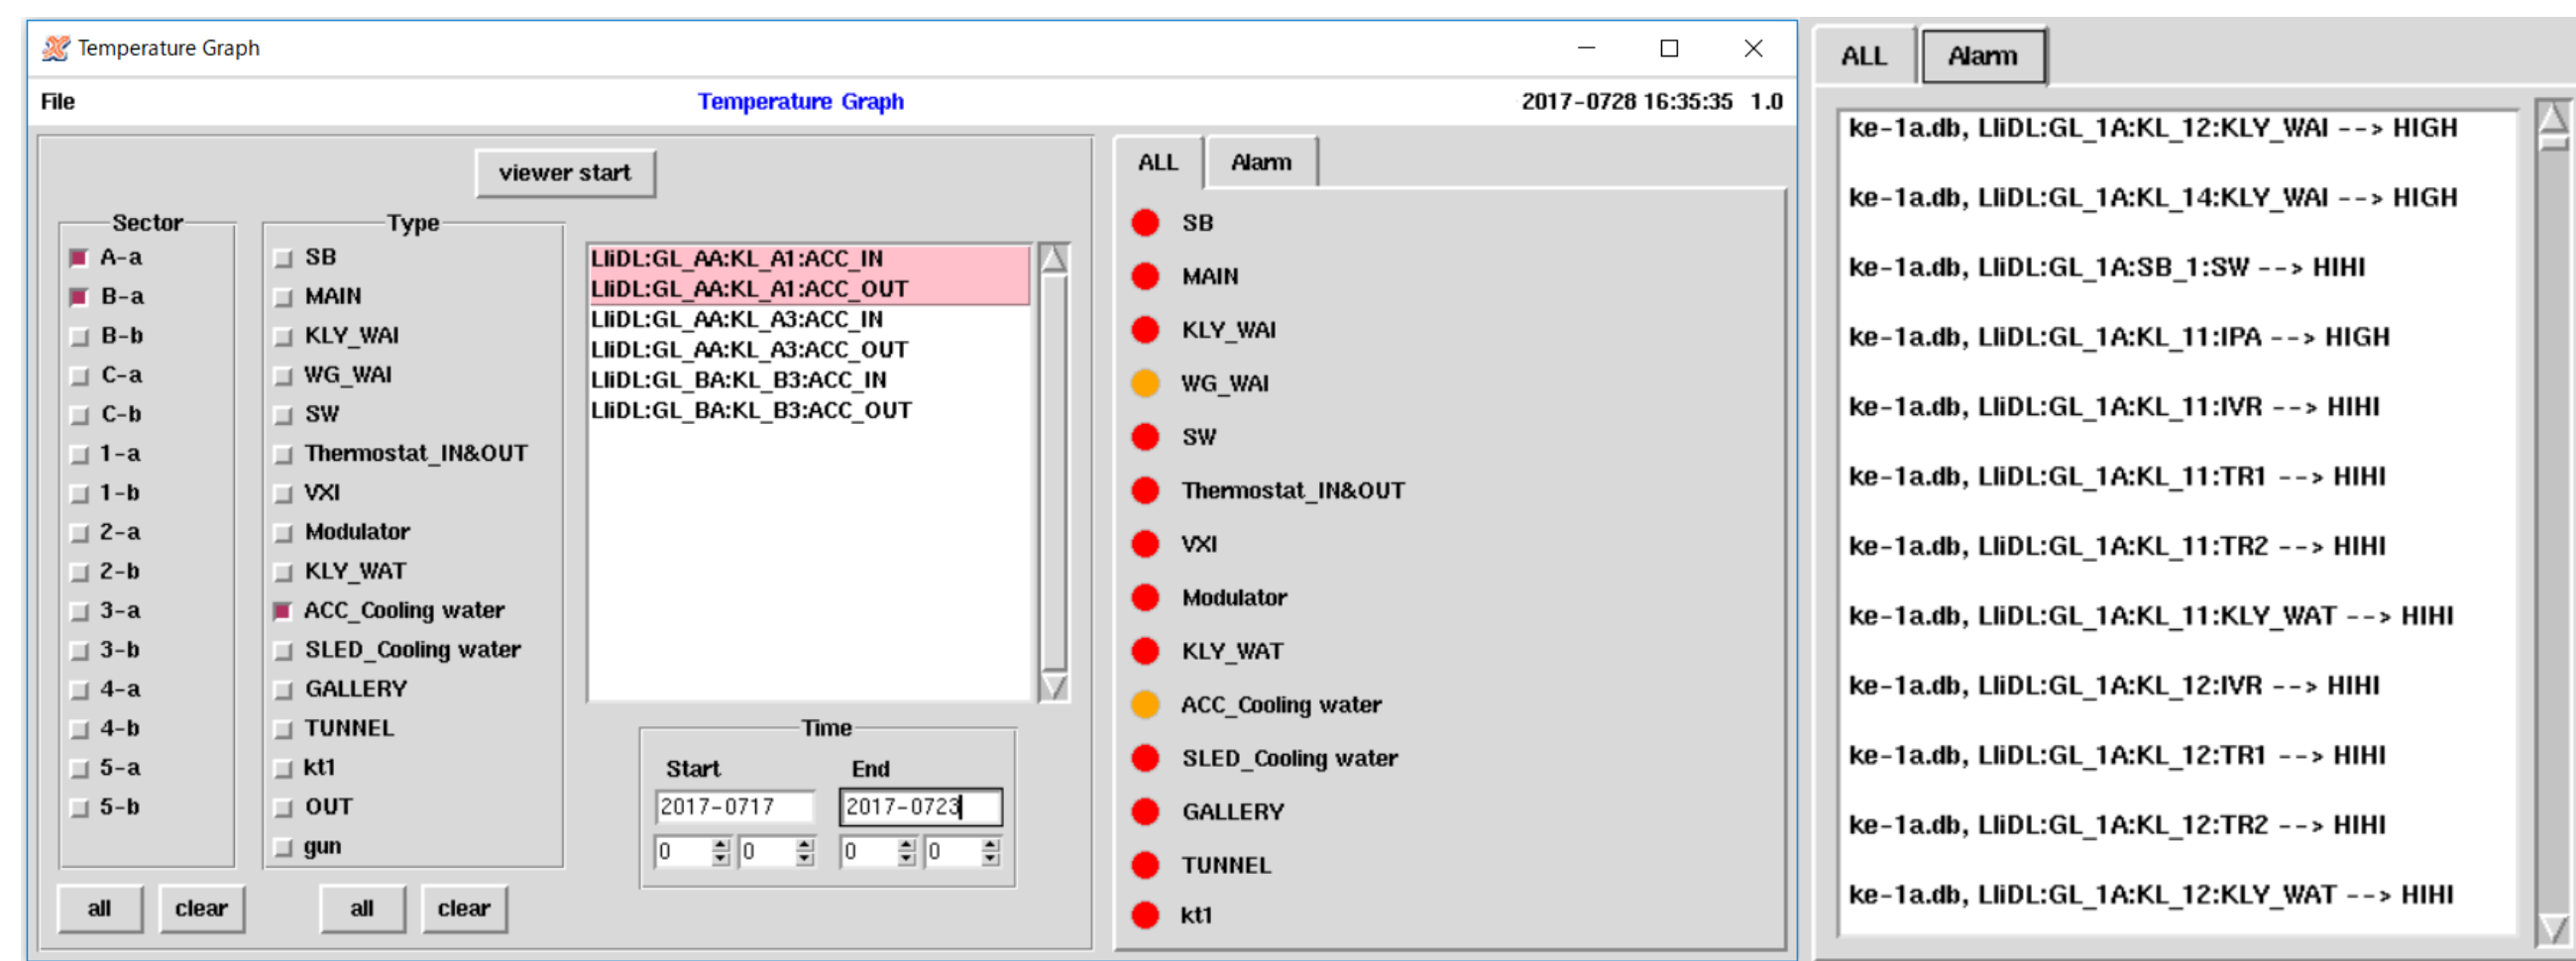 Temperature Graph
File
Temperature Graph
2017-0728 16:35:35 1.0
viewer start
Sector
A-a
B-a
B-b
C-a
C-b
1-a
1-b
2-a
2-b
3-a
3-b
4-a
4-b
5-a
5-b
all clear
Type
SB
MAIN
KLY_WAI
WG_WAI
SW
Thermostat_IN&OUT
VXI
Modulator
KLY_WAT
ACC_Cooling water
SLED_Cooling water
GALLERY
TUNNEL
kt1
OUT
gun
all clear
LIiDL:GL_AA:KL_A1:ACC_IN
LIiDL:GL_AA:KL_A1:ACC_OUT
LIiDL:GL_AA:KL_A3:ACC_IN
LIiDL:GL_AA:KL_A3:ACC_OUT
LIiDL:GL_BA:KL_B3:ACC_IN
LIiDL:GL_BA:KL_B3:ACC_OUT
Time
Start End
2017-0717 2017-0723
0 0 0 0
ALL Alarm
SB
MAIN
KLY_WAI
WG_WAI
SW
Thermostat_IN&OUT
VXI
Modulator
KLY_WAT
ACC_Cooling water
SLED_Cooling water
GALLERY
TUNNEL
kt1
ALL Alarm
ke-1a.db, LIiDL:GL_1A:KL_12:KLY_WAI --> HIGH
ke-1a.db, LIiDL:GL_1A:KL_14:KLY_WAI --> HIGH
ke-1a.db, LIiDL:GL_1A:SB_1:SW --> HIHI
ke-1a.db, LIiDL:GL_1A:KL_11:IPA --> HIGH
ke-1a.db, LIiDL:GL_1A:KL_11:IVR --> HIHI
ke-1a.db, LIiDL:GL_1A:KL_11:TR1 --> HIHI
ke-1a.db, LIiDL:GL_1A:KL_11:TR2 --> HIHI
ke-1a.db, LIiDL:GL_1A:KL_11:KLY_WAT --> HIHI
ke-1a.db, LIiDL:GL_1A:KL_12:IVR --> HIHI
ke-1a.db, LIiDL:GL_1A:KL_12:TR1 --> HIHI
ke-1a.db, LIiDL:GL_1A:KL_12:TR2 --> HIHI
ke-1a.db, LIiDL:GL_1A:KL_12:KLY_WAT --> HIHI